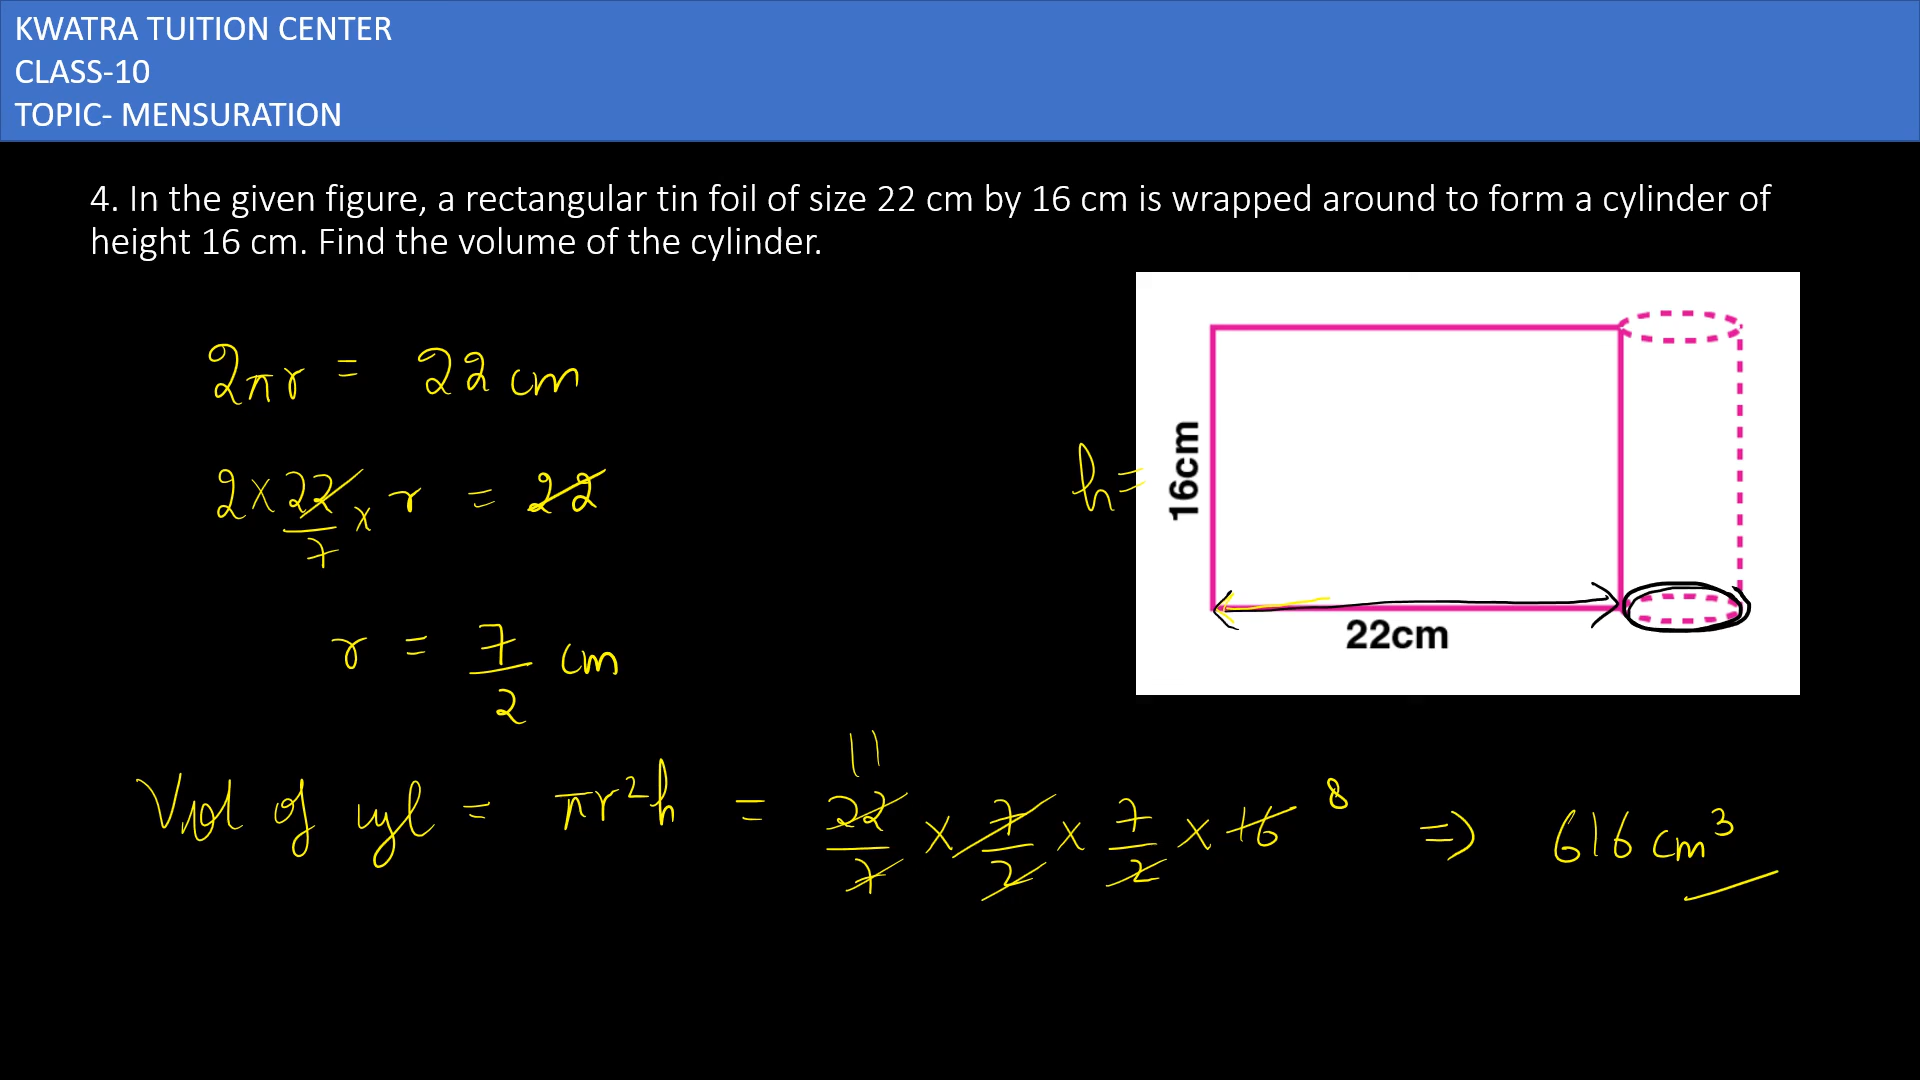 KWATRA TUITION CENTER
CLASS-10
TOPIC- MENSURATION
4. In the given figure, a rectangular tin foil of size 22 cm by 16 cm is wrapped around to form a cylinder of
height 16 cm. Find the volume of the cylinder.
2πr = 22 cm
2 × 22/7 × r = 22
r = 7/2 cm
h =
16cm
22cm
Vol of cyl = πr²h = 22/7 × 7/2 × 7/2 × 16 ⇒ 616 cm³
11
8